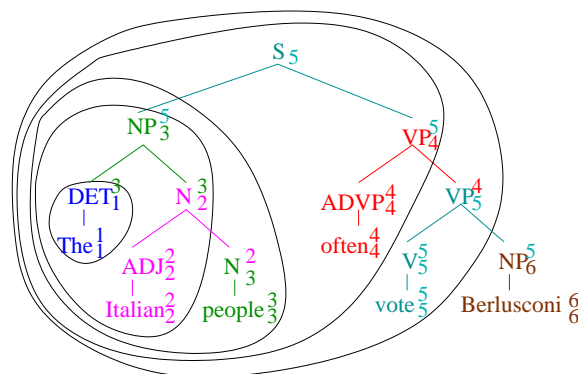 S 5
NP 5 3 VP 5 4
DET 3 1 N 3 2 ADVP 4 4 VP 4 5
The 1 1 ADJ 2 2 N 2 3 often 4 4 V 5 5 NP 5 6
Italian 2 2 people 3 3 vote 5 5 Berlusconi 6 6